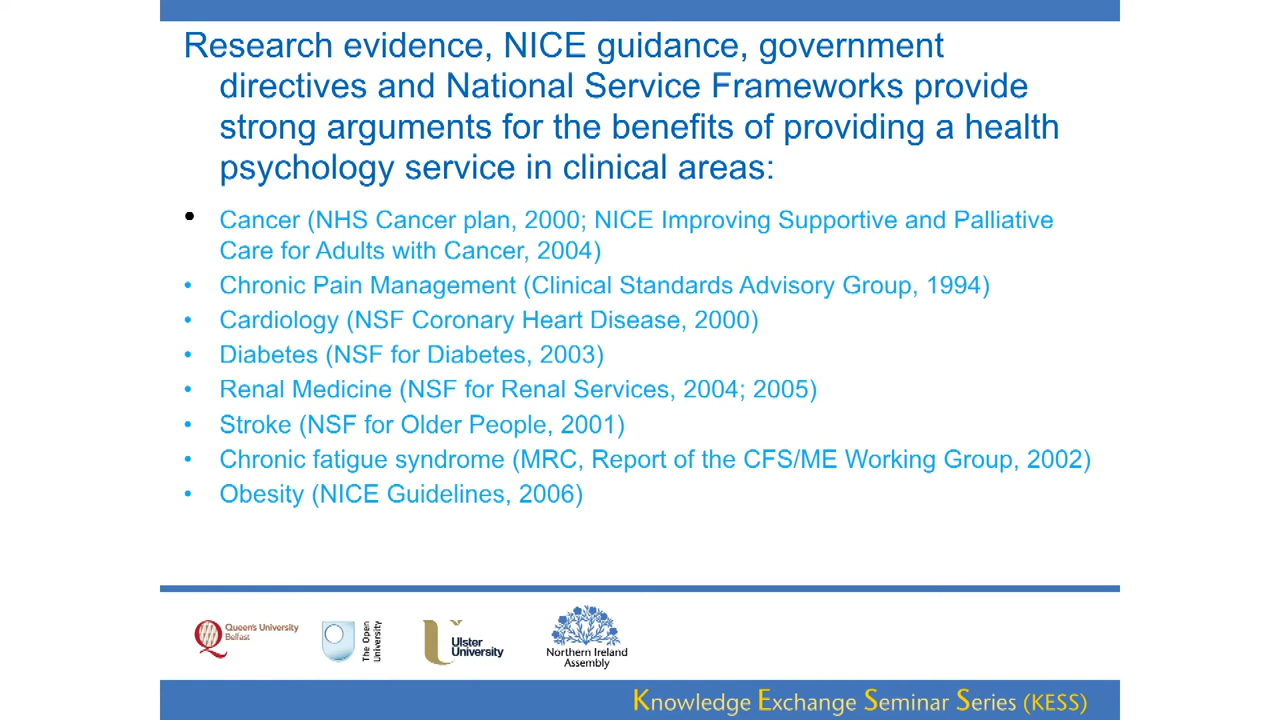 Research evidence, NICE guidance, government
directives and National Service Frameworks provide
strong arguments for the benefits of providing a health
psychology service in clinical areas:
• Cancer (NHS Cancer plan, 2000; NICE Improving Supportive and Palliative
Care for Adults with Cancer, 2004)
• Chronic Pain Management (Clinical Standards Advisory Group, 1994)
• Cardiology (NSF Coronary Heart Disease, 2000)
• Diabetes (NSF for Diabetes, 2003)
• Renal Medicine (NSF for Renal Services, 2004; 2005)
• Stroke (NSF for Older People, 2001)
• Chronic fatigue syndrome (MRC, Report of the CFS/ME Working Group, 2002)
• Obesity (NICE Guidelines, 2006)
Queen's University
Belfast
The Open
University
Ulster
University
Northern Ireland
Assembly
Knowledge Exchange Seminar Series (KESS)